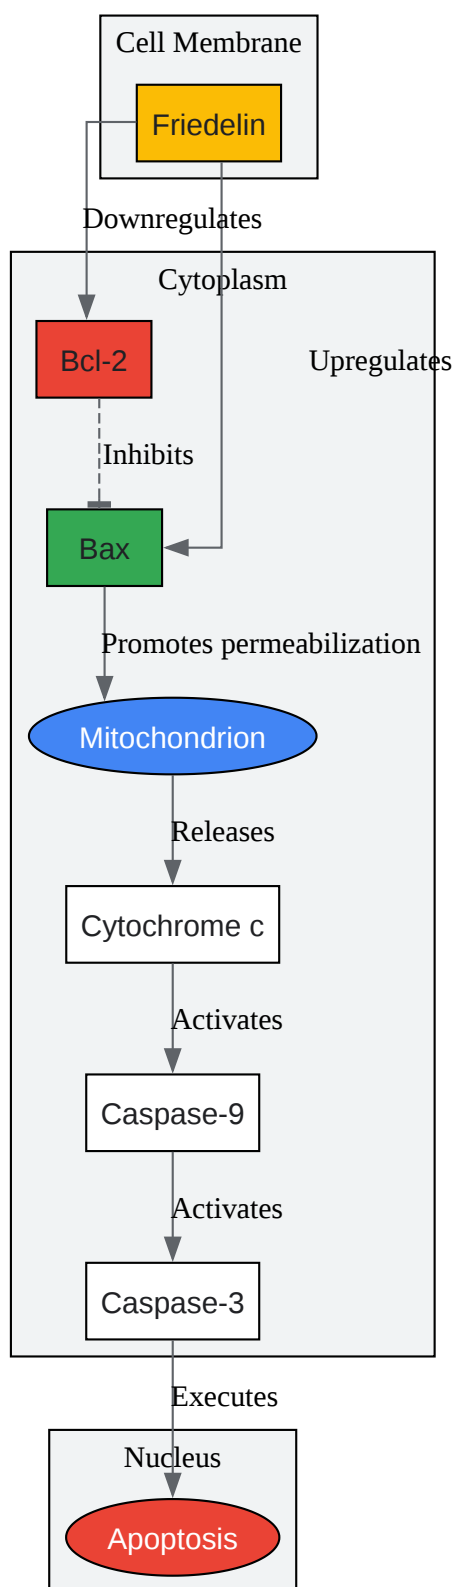 Cell Membrane
Friedelin
Downregulates
Cytoplasm
Bcl-2
Upregulates
Inhibits
Bax
Promotes permeabilization
Mitochondrion
Releases
Cytochrome c
Activates
Caspase-9
Activates
Caspase-3
Executes
Nucleus
Apoptosis